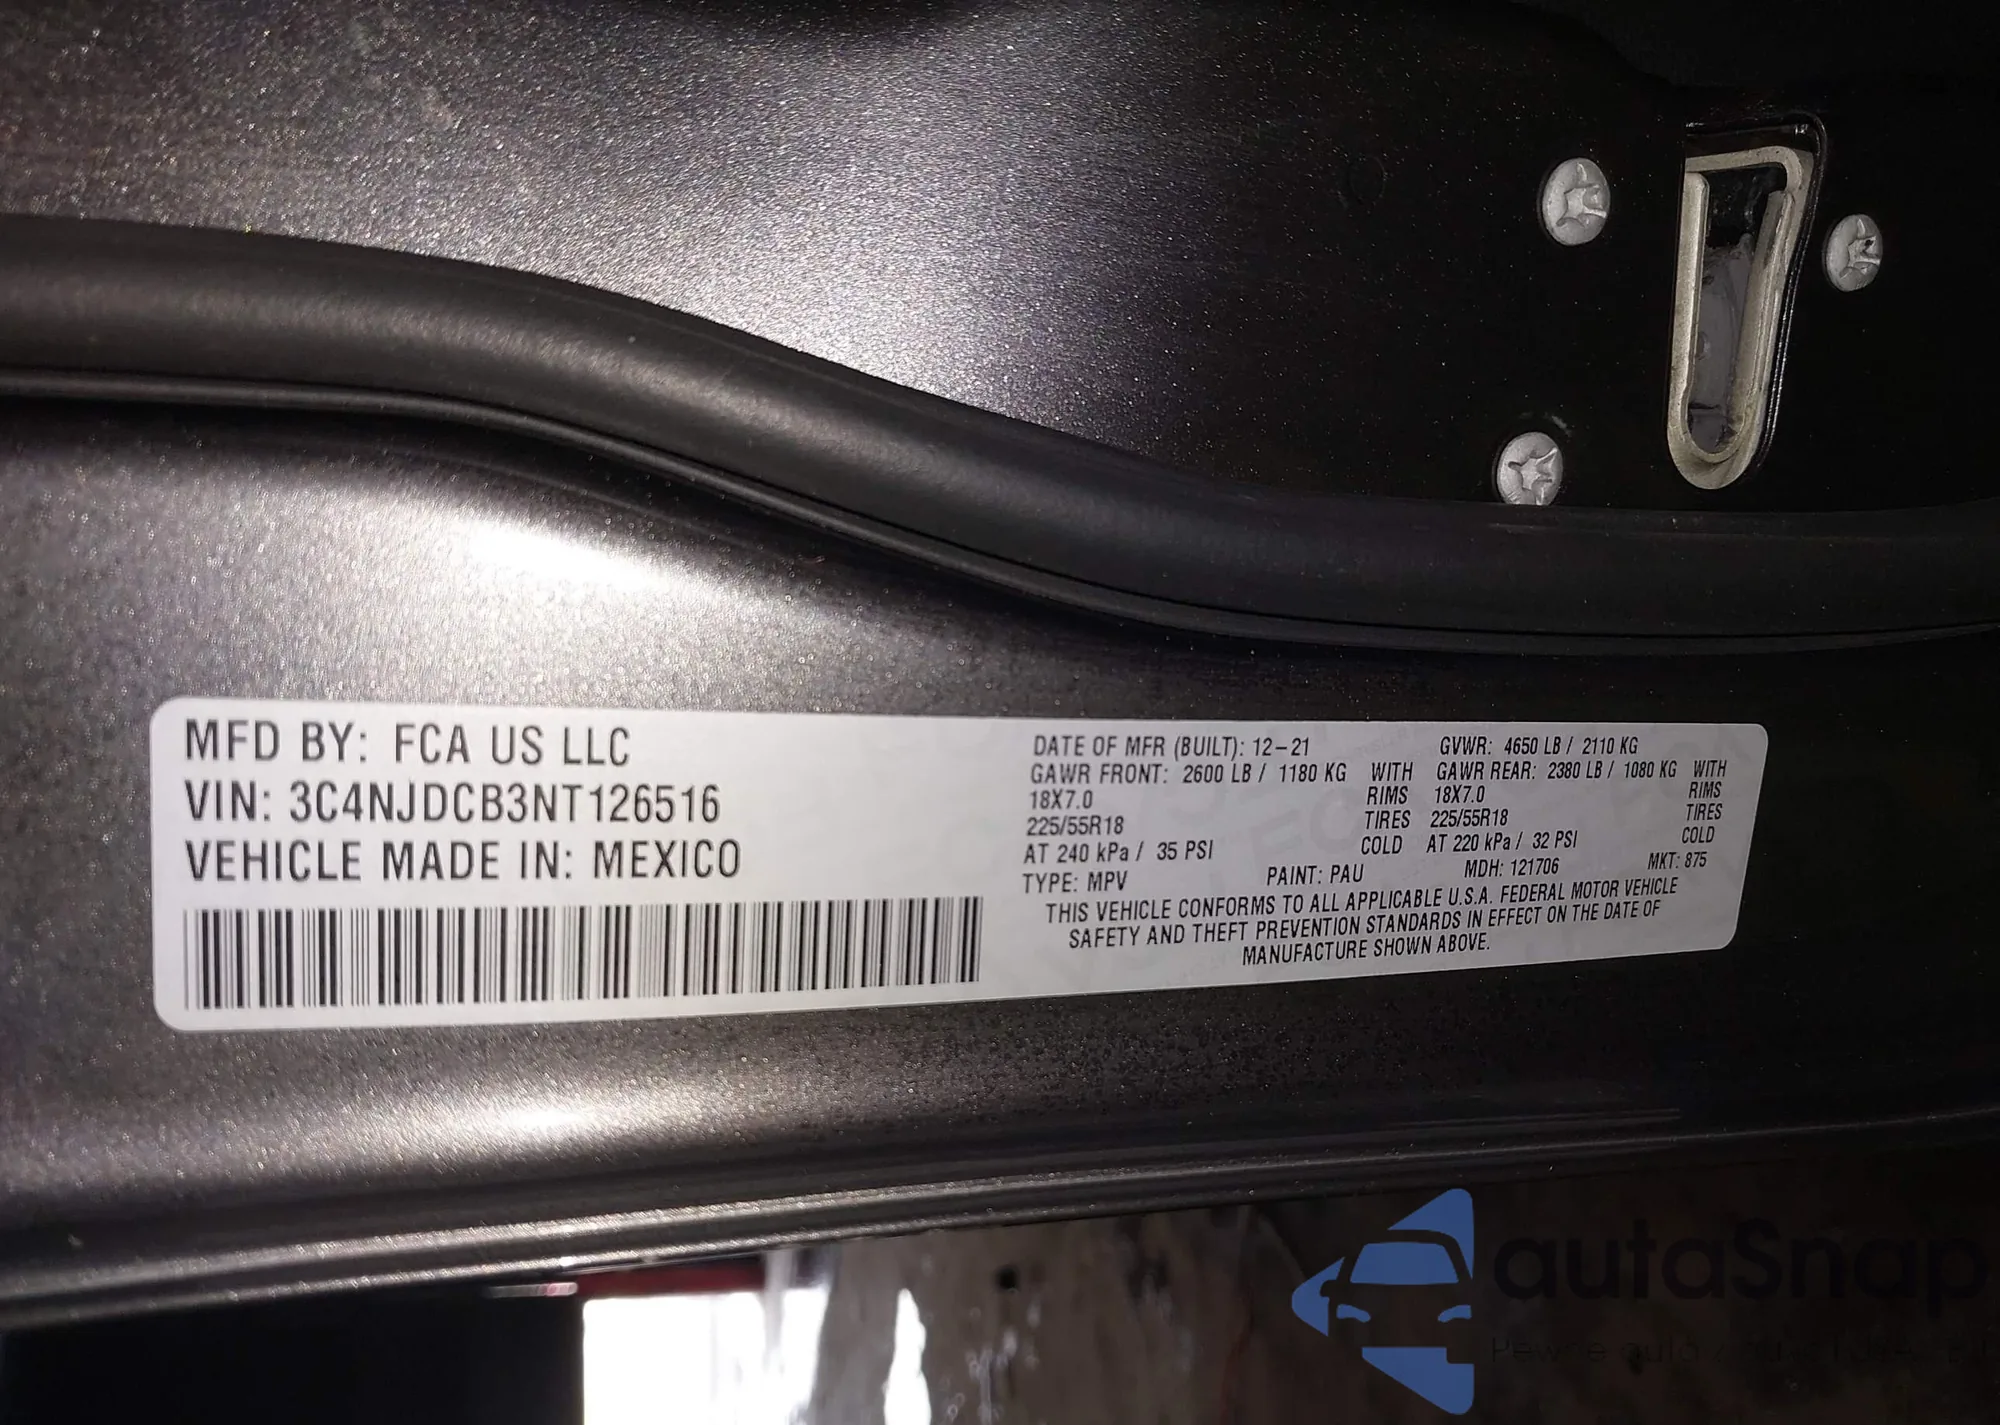 MFD BY: FCA US LLC
VIN: 3C4NJDCB3NT126516
VEHICLE MADE IN: MEXICO
DATE OF MFR (BUILT): 12-21 GVWR: 4650 LB / 2110 KG
GAWR FRONT: 2600 LB / 1180 KG WITH GAWR REAR: 2380 LB / 1080 KG WITH
18X7.0 RIMS 18X7.0 RIMS
225/55R18 TIRES 225/55R18 TIRES
AT 240 kPa / 35 PSI COLD AT 220 kPa / 32 PSI COLD
TYPE: MPV PAINT: PAU MDH: 121706 MKT: 875
THIS VEHICLE CONFORMS TO ALL APPLICABLE U.S.A. FEDERAL MOTOR VEHICLE
SAFETY AND THEFT PREVENTION STANDARDS IN EFFECT ON THE DATE OF
MANUFACTURE SHOWN ABOVE.
autaSnap